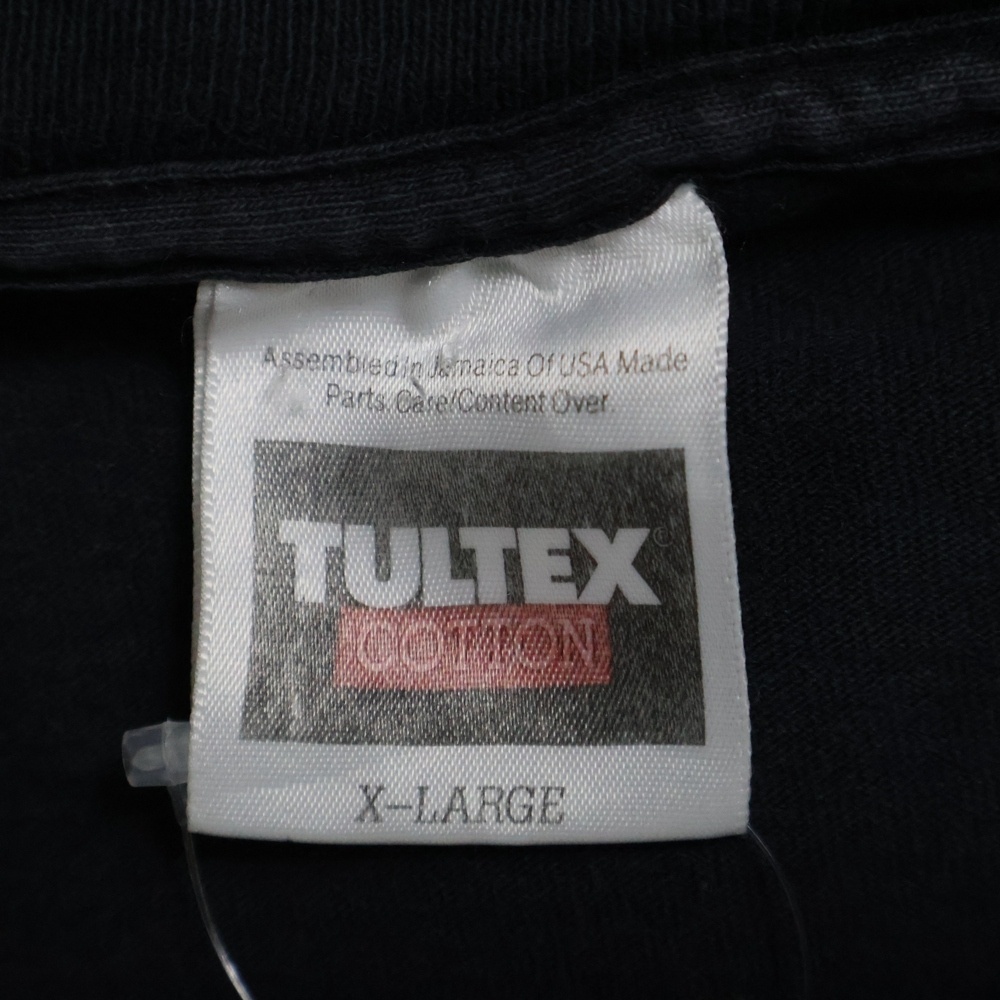 Assembled in Jamaica Of USA Made
Parts. Care/Content Over.
TULTEX®
COTTON
X-LARGE